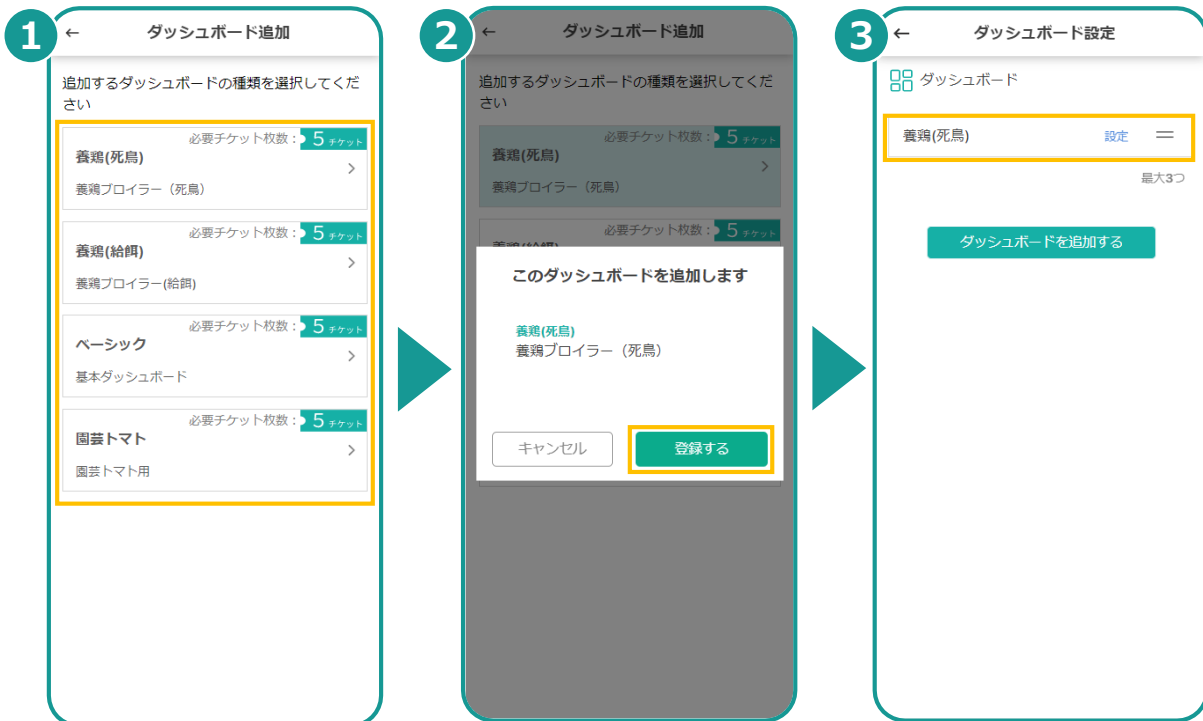 1
←
ダッシュボード追加
追加するダッシュボードの種類を選択してくだ
さい
必要チケット枚数： 5 チケット
養鶏(死鳥)
養鶏ブロイラー（死鳥）
必要チケット枚数： 5 チケット
養鶏(給餌)
養鶏ブロイラー(給餌)
必要チケット枚数： 5 チケット
ベーシック
基本ダッシュボード
必要チケット枚数： 5 チケット
園芸トマト
園芸トマト用
2
←
ダッシュボード追加
追加するダッシュボードの種類を選択してくだ
さい
必要チケット枚数： 5 チケット
養鶏(死鳥)
養鶏ブロイラー（死鳥）
必要チケット枚数： 5 チケット
養鶏(給餌)
このダッシュボードを追加します
養鶏(死鳥)
養鶏ブロイラー（死鳥）
キャンセル
登録する
3
←
ダッシュボード設定
ダッシュボード
養鶏(死鳥) 設定
最大3つ
ダッシュボードを追加する